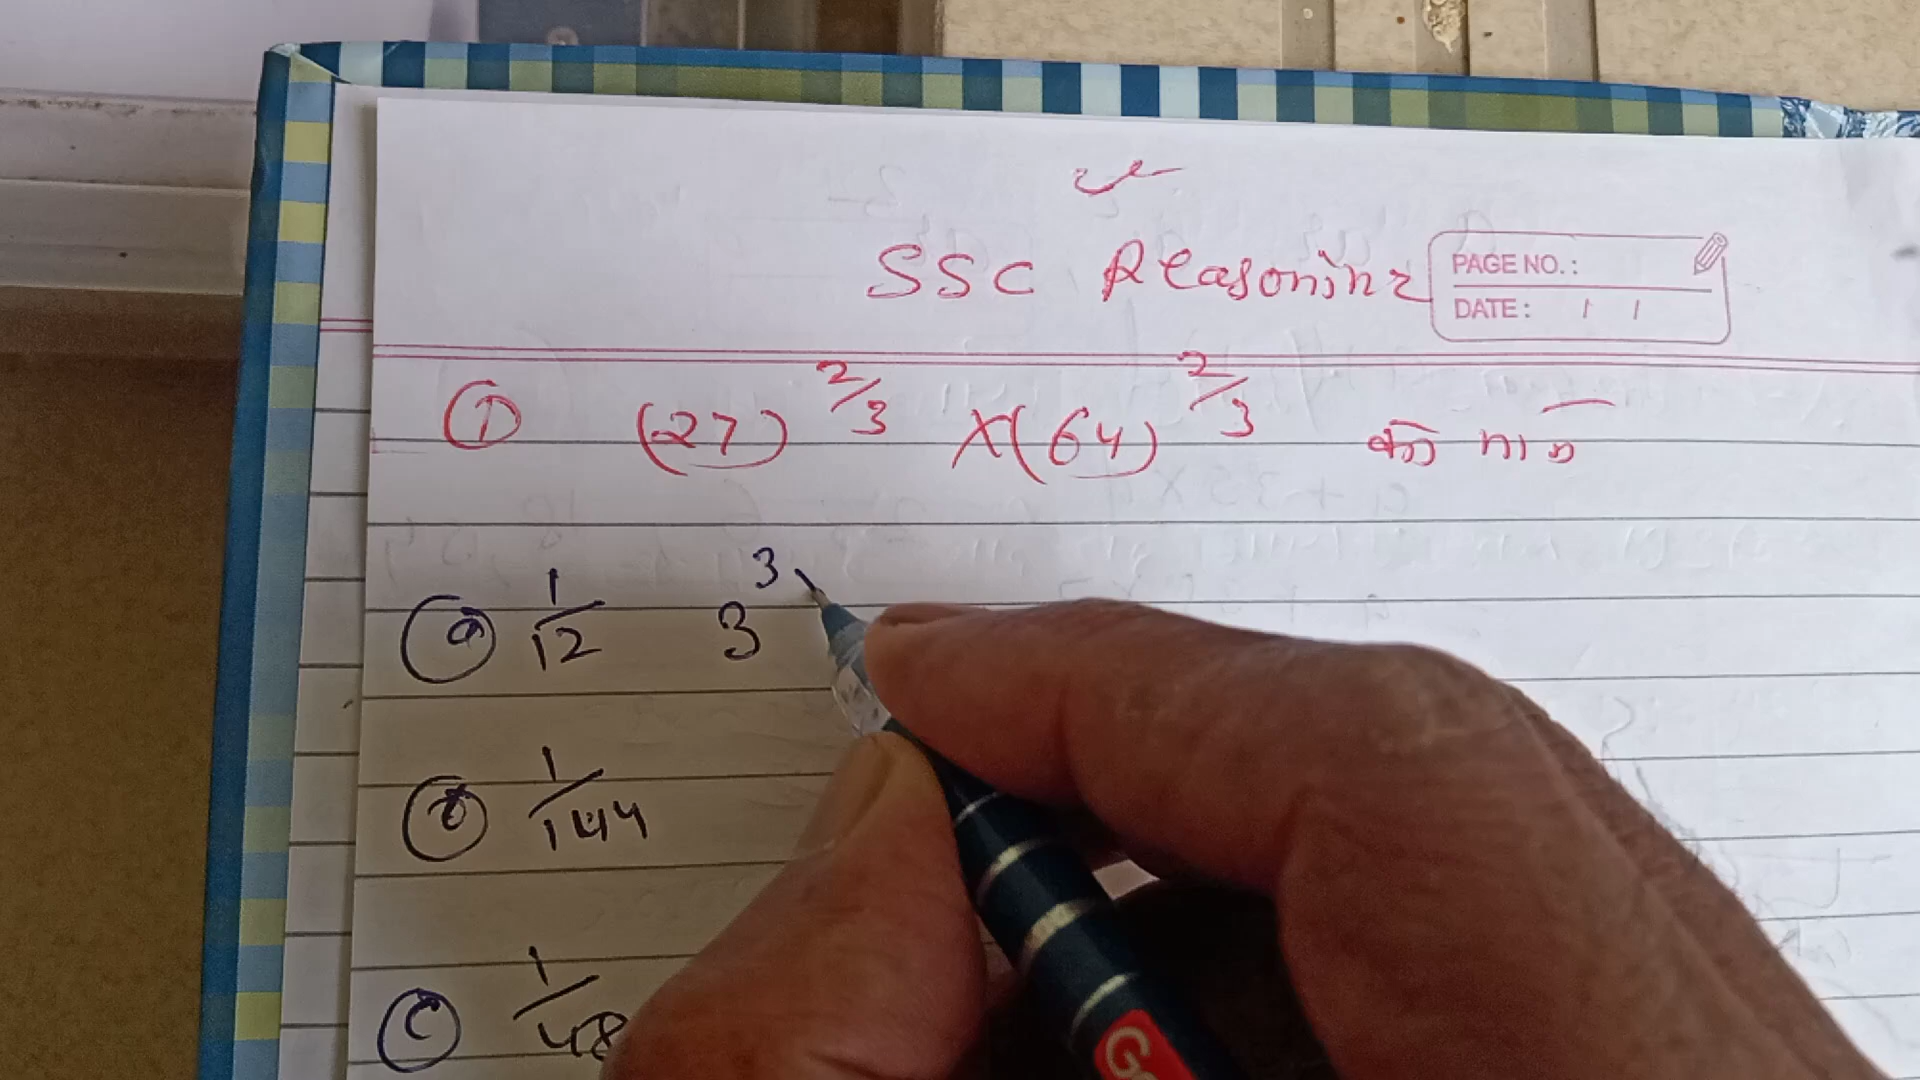 SSC Reasoning
PAGE NO.:
DATE: / /
① (27)^2/3 X(64)^2/3 का मान
ⓐ 1/12 3^3
ⓑ 1/144
ⓒ 1/48